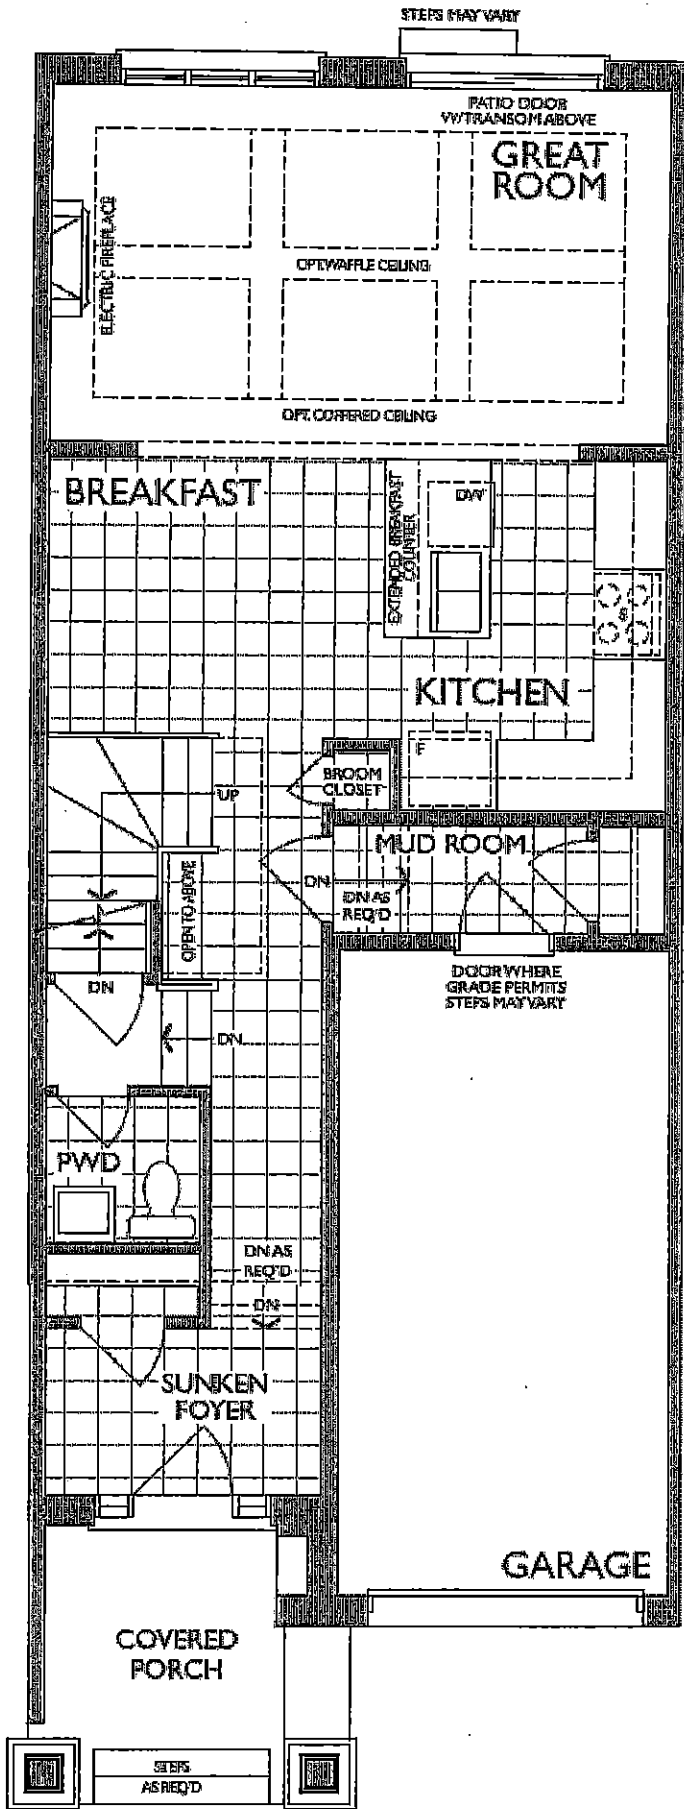 STEPS MAY VARY
PATIO DOOR
W/TRANSOM ABOVE
GREAT
ROOM
ELECTRIC FIREPLACE
OPT.WAFFLE CEILING
OPT. COFFERED CEILING
BREAKFAST
EXTENDED BREAKFAST
COUNTER
DW
KITCHEN
F
BROOM
CLOSET
UP
MUD ROOM
DN
DN AS
REQ'D
OPEN TO ABOVE
DN
DOOR WHERE
GRADE PERMITS
STEPS MAY VARY
DN
PWD
DN AS
REQ'D
DN
SUNKEN
FOYER
GARAGE
COVERED
PORCH
STEPS
AS REQ'D